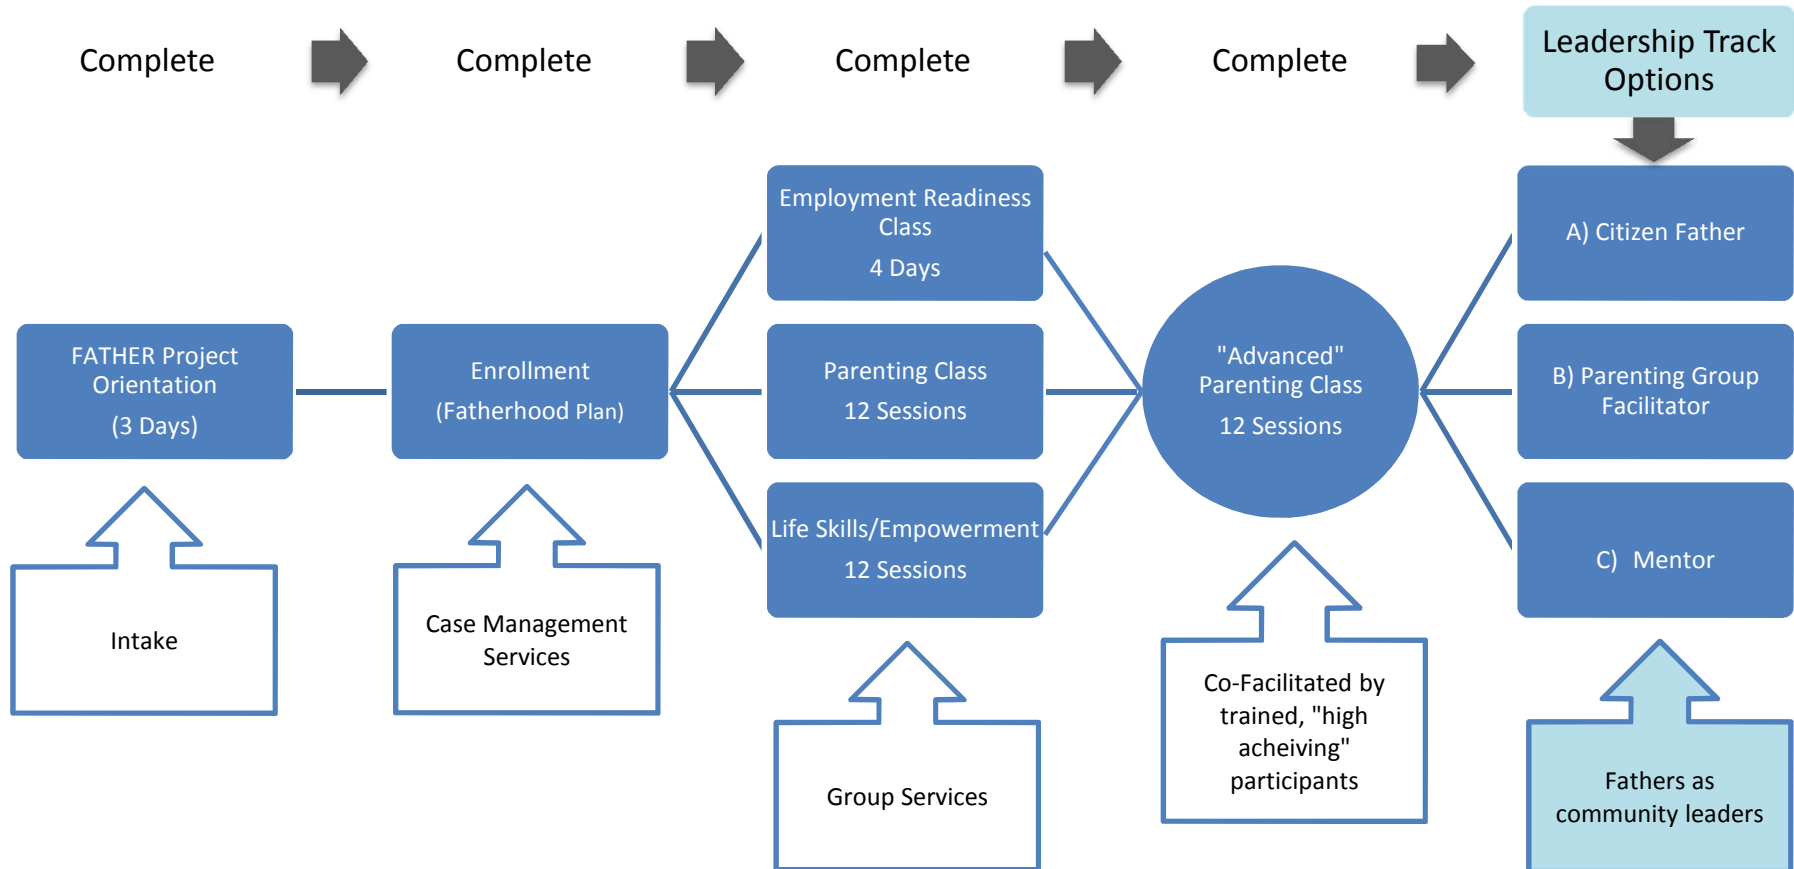 Complete
Complete
Complete
Complete
Leadership Track
Options
FATHER Project
Orientation
(3 Days)
Enrollment
(Fatherhood Plan)
Employment Readiness
Class
4 Days
Parenting Class
12 Sessions
Life Skills/Empowerment
12 Sessions
"Advanced"
Parenting Class
12 Sessions
A) Citizen Father
B) Parenting Group
Facilitator
C) Mentor
Intake
Case Management
Services
Group Services
Co-Facilitated by
trained, "high
acheiving"
participants
Fathers as
community leaders